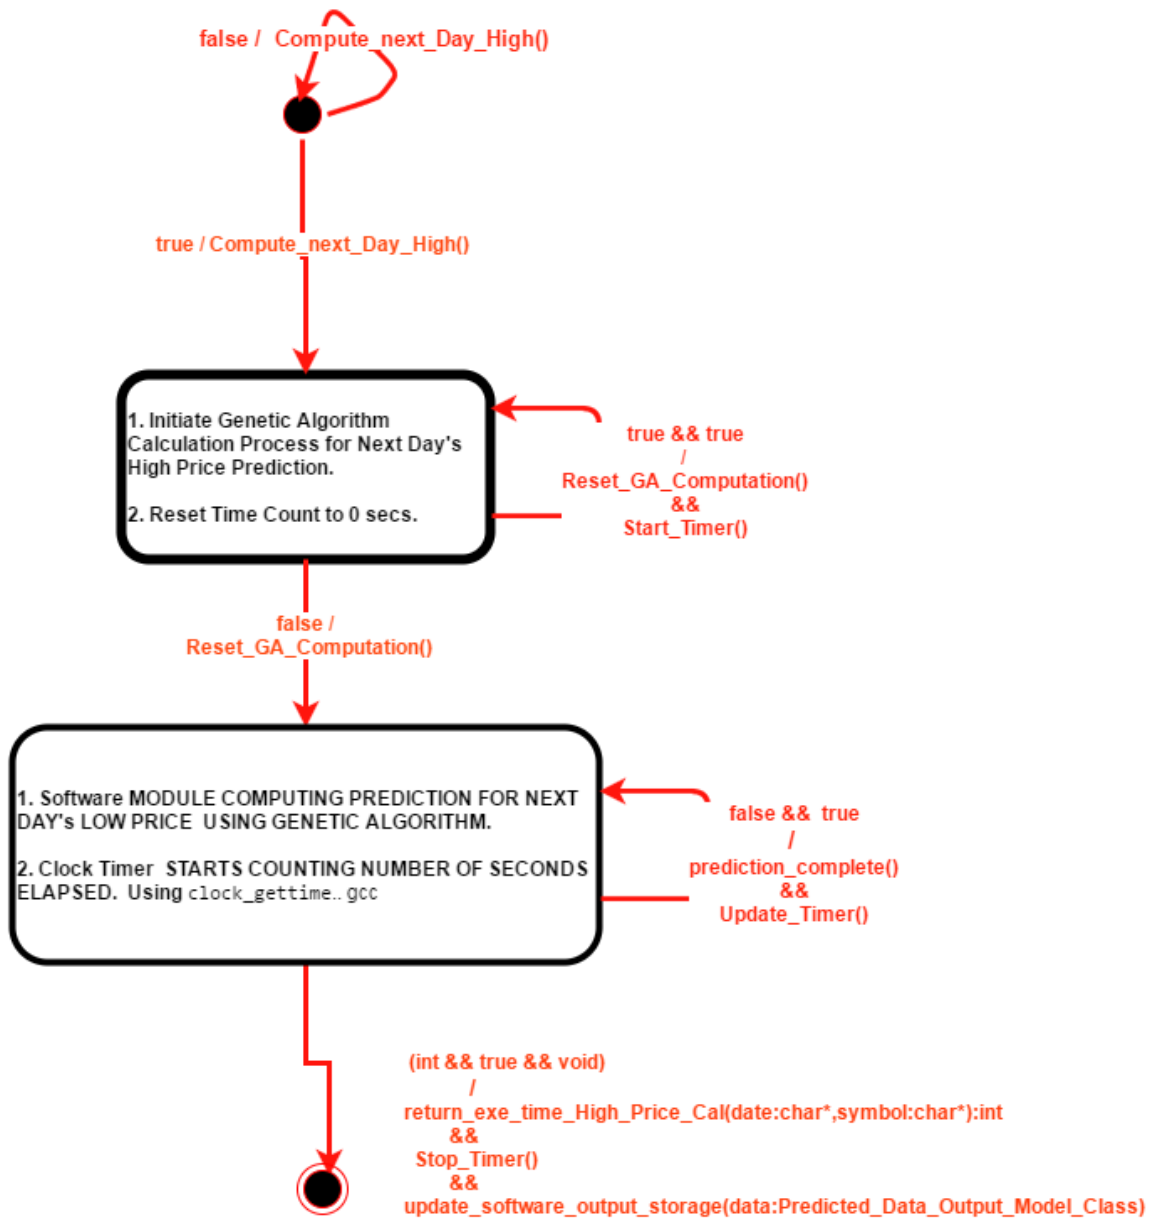 false /  Compute_next_Day_High()
true / Compute_next_Day_High()
1. Initiate Genetic Algorithm
Calculation Process for Next Day's
High Price Prediction.
2. Reset Time Count to 0 secs.
true && true
/
Reset_GA_Computation()
&&
Start_Timer()
false /
Reset_GA_Computation()
1. Software MODULE COMPUTING PREDICTION FOR NEXT
DAY's LOW PRICE  USING GENETIC ALGORITHM.
2. Clock Timer  STARTS COUNTING NUMBER OF SECONDS
ELAPSED.  Using clock_gettime.. gcc
false &&  true
/
prediction_complete()
&&
Update_Timer()
(int && true && void)
/
return_exe_time_High_Price_Cal(date:char*,symbol:char*):int
&&
Stop_Timer()
&&
update_software_output_storage(data:Predicted_Data_Output_Model_Class)